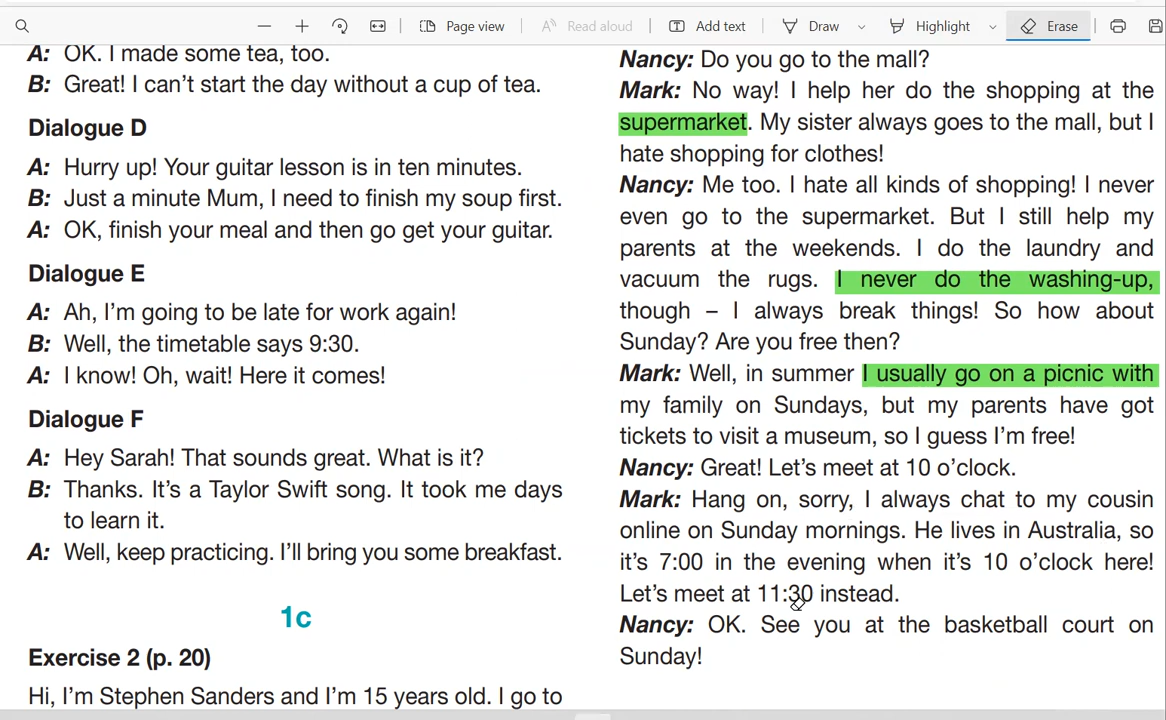 Page view
Read aloud
Add text
Draw
Highlight
Erase
A: OK. I made some tea, too.
B: Great! I can’t start the day without a cup of tea.
Dialogue D
A: Hurry up! Your guitar lesson is in ten minutes.
B: Just a minute Mum, I need to finish my soup first.
A: OK, finish your meal and then go get your guitar.
Dialogue E
A: Ah, I’m going to be late for work again!
B: Well, the timetable says 9:30.
A: I know! Oh, wait! Here it comes!
Dialogue F
A: Hey Sarah! That sounds great. What is it?
B: Thanks. It’s a Taylor Swift song. It took me days
to learn it.
A: Well, keep practicing. I’ll bring you some breakfast.
1c
Exercise 2 (p. 20)
Hi, I’m Stephen Sanders and I’m 15 years old. I go to
Nancy: Do you go to the mall?
Mark: No way! I help her do the shopping at the
supermarket. My sister always goes to the mall, but I
hate shopping for clothes!
Nancy: Me too. I hate all kinds of shopping! I never
even go to the supermarket. But I still help my
parents at the weekends. I do the laundry and
vacuum the rugs. I never do the washing-up,
though – I always break things! So how about
Sunday? Are you free then?
Mark: Well, in summer I usually go on a picnic with
my family on Sundays, but my parents have got
tickets to visit a museum, so I guess I’m free!
Nancy: Great! Let’s meet at 10 o’clock.
Mark: Hang on, sorry, I always chat to my cousin
online on Sunday mornings. He lives in Australia, so
it’s 7:00 in the evening when it’s 10 o’clock here!
Let’s meet at 11:30 instead.
Nancy: OK. See you at the basketball court on
Sunday!